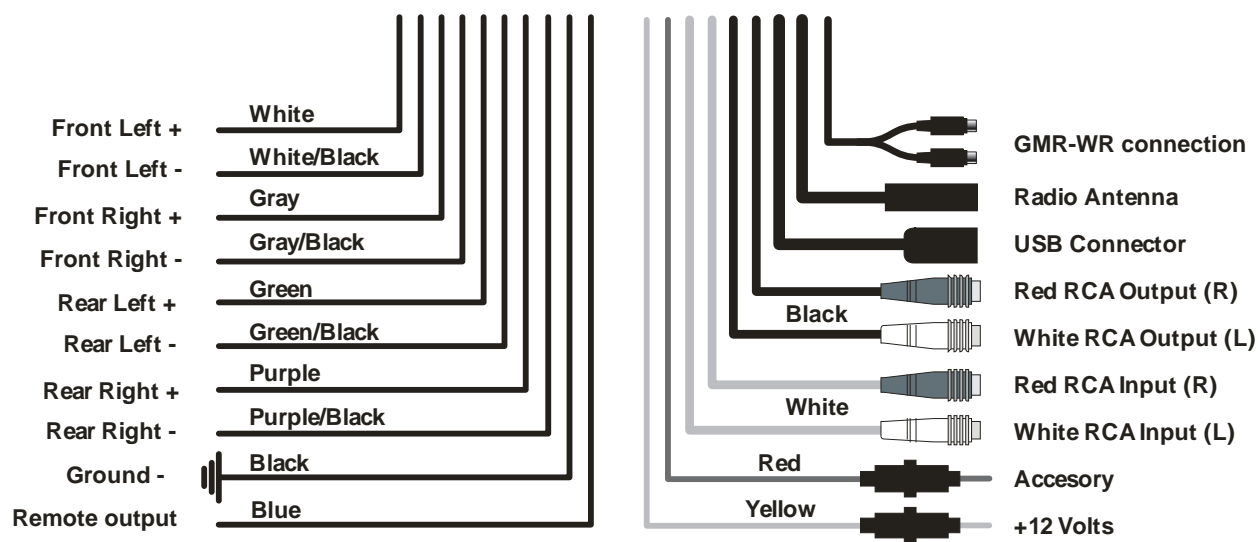 Front Left + White
Front Left - White/Black
Front Right + Gray
Front Right - Gray/Black
Rear Left + Green
Rear Left - Green/Black
Rear Right + Purple
Rear Right - Purple/Black
Ground - Black
Remote output Blue
GMR-WR connection
Radio Antenna
USB Connector
Red RCA Output (R)
Black
White RCA Output (L)
Red RCA Input (R)
White
White RCA Input (L)
Red Accesory
Yellow +12 Volts